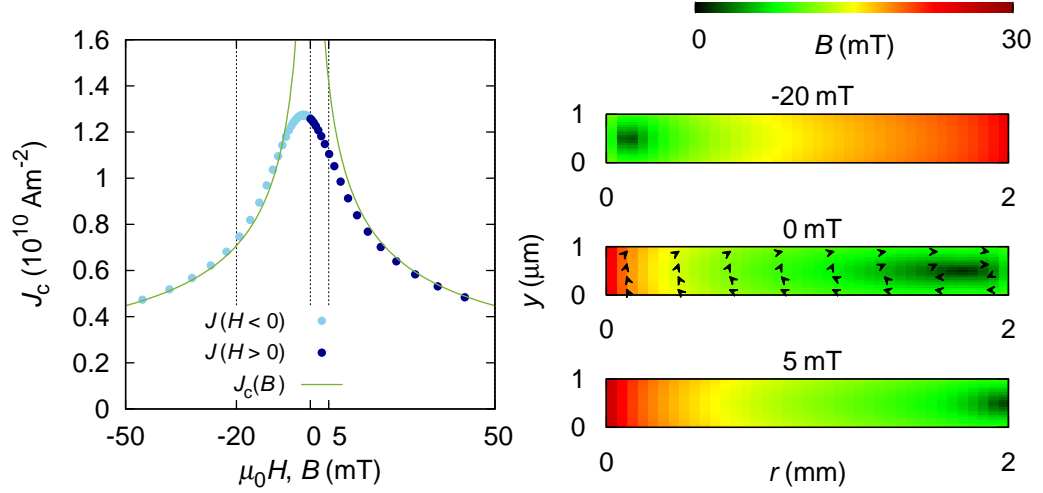 1.6
1.4
1.2
1
0.8
0.6
0.4
0.2
0
J_c (10^10 Am^-2)
J (H < 0)
J (H > 0)
J_c(B)
-50 -20 0 5 50
μ₀H, B (mT)
0 B (mT) 30
-20 mT
1
0
0 2
0 mT
1
0
y (μm)
0 2
5 mT
1
0
0 r (mm) 2